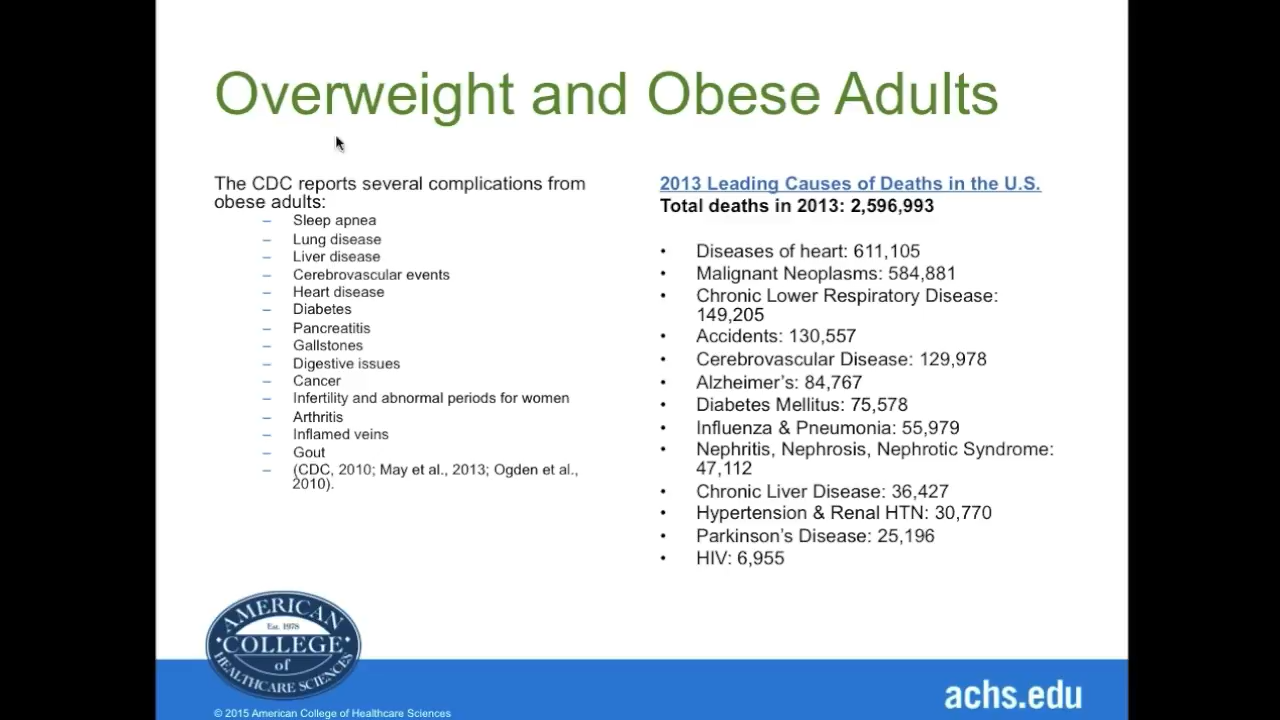 Overweight and Obese Adults
The CDC reports several complications from
obese adults:
– Sleep apnea
– Lung disease
– Liver disease
– Cerebrovascular events
– Heart disease
– Diabetes
– Pancreatitis
– Gallstones
– Digestive issues
– Cancer
– Infertility and abnormal periods for women
– Arthritis
– Inflamed veins
– Gout
– (CDC, 2010; May et al., 2013; Ogden et al.,
2010).
2013 Leading Causes of Deaths in the U.S.
Total deaths in 2013: 2,596,993
• Diseases of heart: 611,105
• Malignant Neoplasms: 584,881
• Chronic Lower Respiratory Disease:
149,205
• Accidents: 130,557
• Cerebrovascular Disease: 129,978
• Alzheimer's: 84,767
• Diabetes Mellitus: 75,578
• Influenza & Pneumonia: 55,979
• Nephritis, Nephrosis, Nephrotic Syndrome:
47,112
• Chronic Liver Disease: 36,427
• Hypertension & Renal HTN: 30,770
• Parkinson's Disease: 25,196
• HIV: 6,955
AMERICAN
Est. 1978
COLLEGE
of
HEALTHCARE SCIENCES
achs.edu
© 2015 American College of Healthcare Sciences